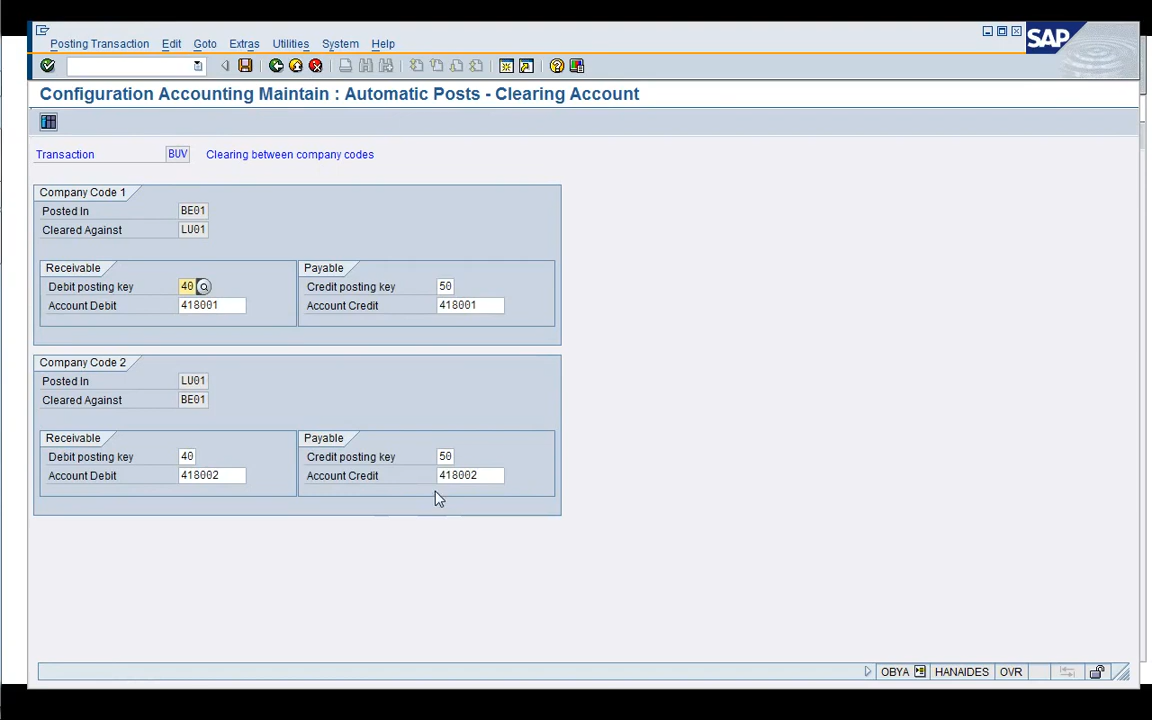 Posting Transaction Edit Goto Extras Utilities System Help
SAP
Configuration Accounting Maintain : Automatic Posts - Clearing Account
Transaction BUV Clearing between company codes
Company Code 1
Posted In BE01
Cleared Against LU01
Receivable
Debit posting key 40
Account Debit 418001
Payable
Credit posting key 50
Account Credit 418001
Company Code 2
Posted In LU01
Cleared Against BE01
Receivable
Debit posting key 40
Account Debit 418002
Payable
Credit posting key 50
Account Credit 418002
OBYA HANAIDES OVR